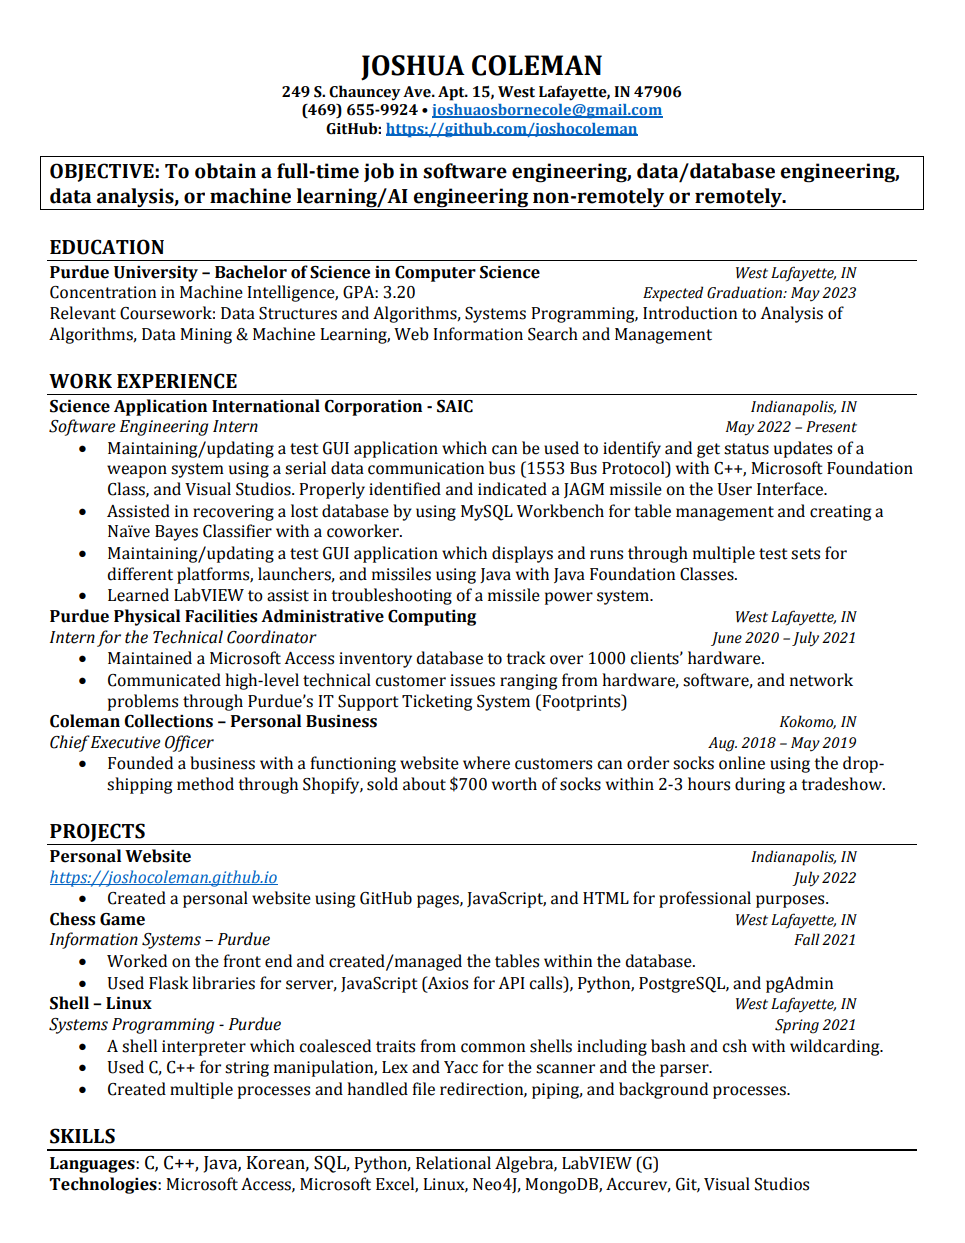 JOSHUA COLEMAN
249 S. Chauncey Ave. Apt. 15, West Lafayette, IN 47906
(469) 655-9924 • joshuaosbornecole@gmail.com
GitHub: https://github.com/joshocoleman
OBJECTIVE: To obtain a full-time job in software engineering, data/database engineering,
data analysis, or machine learning/AI engineering non-remotely or remotely.
EDUCATION
Purdue University – Bachelor of Science in Computer Science West Lafayette, IN
Concentration in Machine Intelligence, GPA: 3.20 Expected Graduation: May 2023
Relevant Coursework: Data Structures and Algorithms, Systems Programming, Introduction to Analysis of
Algorithms, Data Mining & Machine Learning, Web Information Search and Management
WORK EXPERIENCE
Science Application International Corporation - SAIC Indianapolis, IN
Software Engineering Intern May 2022 – Present
• Maintaining/updating a test GUI application which can be used to identify and get status updates of a
weapon system using a serial data communication bus (1553 Bus Protocol) with C++, Microsoft Foundation
Class, and Visual Studios. Properly identified and indicated a JAGM missile on the User Interface.
• Assisted in recovering a lost database by using MySQL Workbench for table management and creating a
Naïve Bayes Classifier with a coworker.
• Maintaining/updating a test GUI application which displays and runs through multiple test sets for
different platforms, launchers, and missiles using Java with Java Foundation Classes.
• Learned LabVIEW to assist in troubleshooting of a missile power system.
Purdue Physical Facilities Administrative Computing West Lafayette, IN
Intern for the Technical Coordinator June 2020 – July 2021
• Maintained a Microsoft Access inventory database to track over 1000 clients’ hardware.
• Communicated high-level technical customer issues ranging from hardware, software, and network
problems through Purdue’s IT Support Ticketing System (Footprints)
Coleman Collections – Personal Business Kokomo, IN
Chief Executive Officer Aug. 2018 – May 2019
• Founded a business with a functioning website where customers can order socks online using the drop-
shipping method through Shopify, sold about $700 worth of socks within 2-3 hours during a tradeshow.
PROJECTS
Personal Website Indianapolis, IN
https://joshocoleman.github.io July 2022
• Created a personal website using GitHub pages, JavaScript, and HTML for professional purposes.
Chess Game West Lafayette, IN
Information Systems – Purdue Fall 2021
• Worked on the front end and created/managed the tables within the database.
• Used Flask libraries for server, JavaScript (Axios for API calls), Python, PostgreSQL, and pgAdmin
Shell – Linux West Lafayette, IN
Systems Programming - Purdue Spring 2021
• A shell interpreter which coalesced traits from common shells including bash and csh with wildcarding.
• Used C, C++ for string manipulation, Lex and Yacc for the scanner and the parser.
• Created multiple processes and handled file redirection, piping, and background processes.
SKILLS
Languages: C, C++, Java, Korean, SQL, Python, Relational Algebra, LabVIEW (G)
Technologies: Microsoft Access, Microsoft Excel, Linux, Neo4J, MongoDB, Accurev, Git, Visual Studios